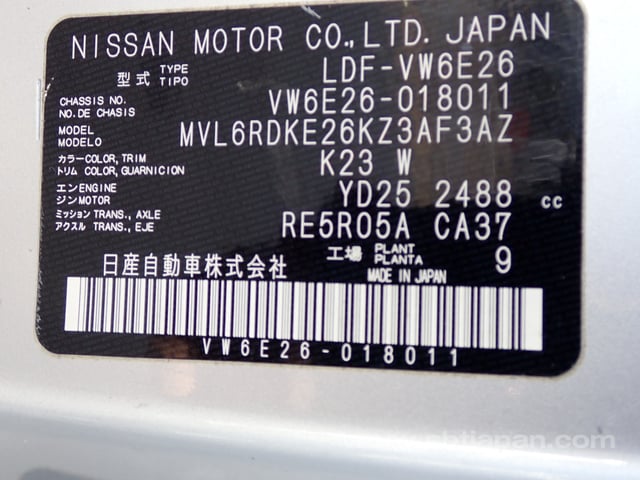 NISSAN MOTOR CO.,LTD. JAPAN
型式 TYPE TIPO LDF-VW6E26
CHASSIS NO. NO.DE CHASIS VW6E26-018011
MODEL MODELO MVL6RDKE26KZ3AF3AZ
カラー COLOR, TRIM トリム COLOR, GUARNICION K23 W
エンジン ENGINE MOTOR YD25 2488 cc
ミッション TRANS., AXLE アクスル TRANS., EJE RE5R05A CA37
工場 PLANT PLANTA 9
日産自動車株式会社 MADE IN JAPAN
VW6E26-018011